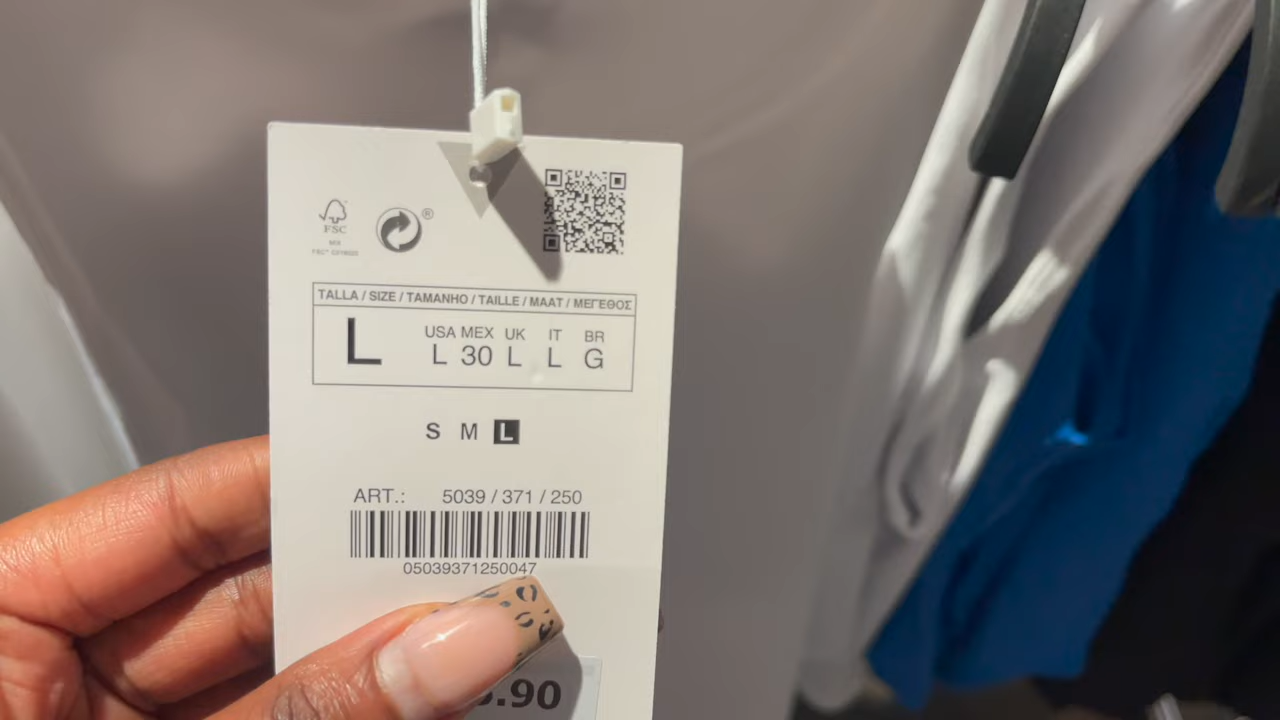 FSC
MIX
®
TALLA / SIZE / TAMANHO / TAILLE / MAAT / ΜΕΓΕΘΟΣ
L
USA MEX UK IT BR
L 30 L L G
S M L
ART.: 5039 / 371 / 250
05039371250047
.90